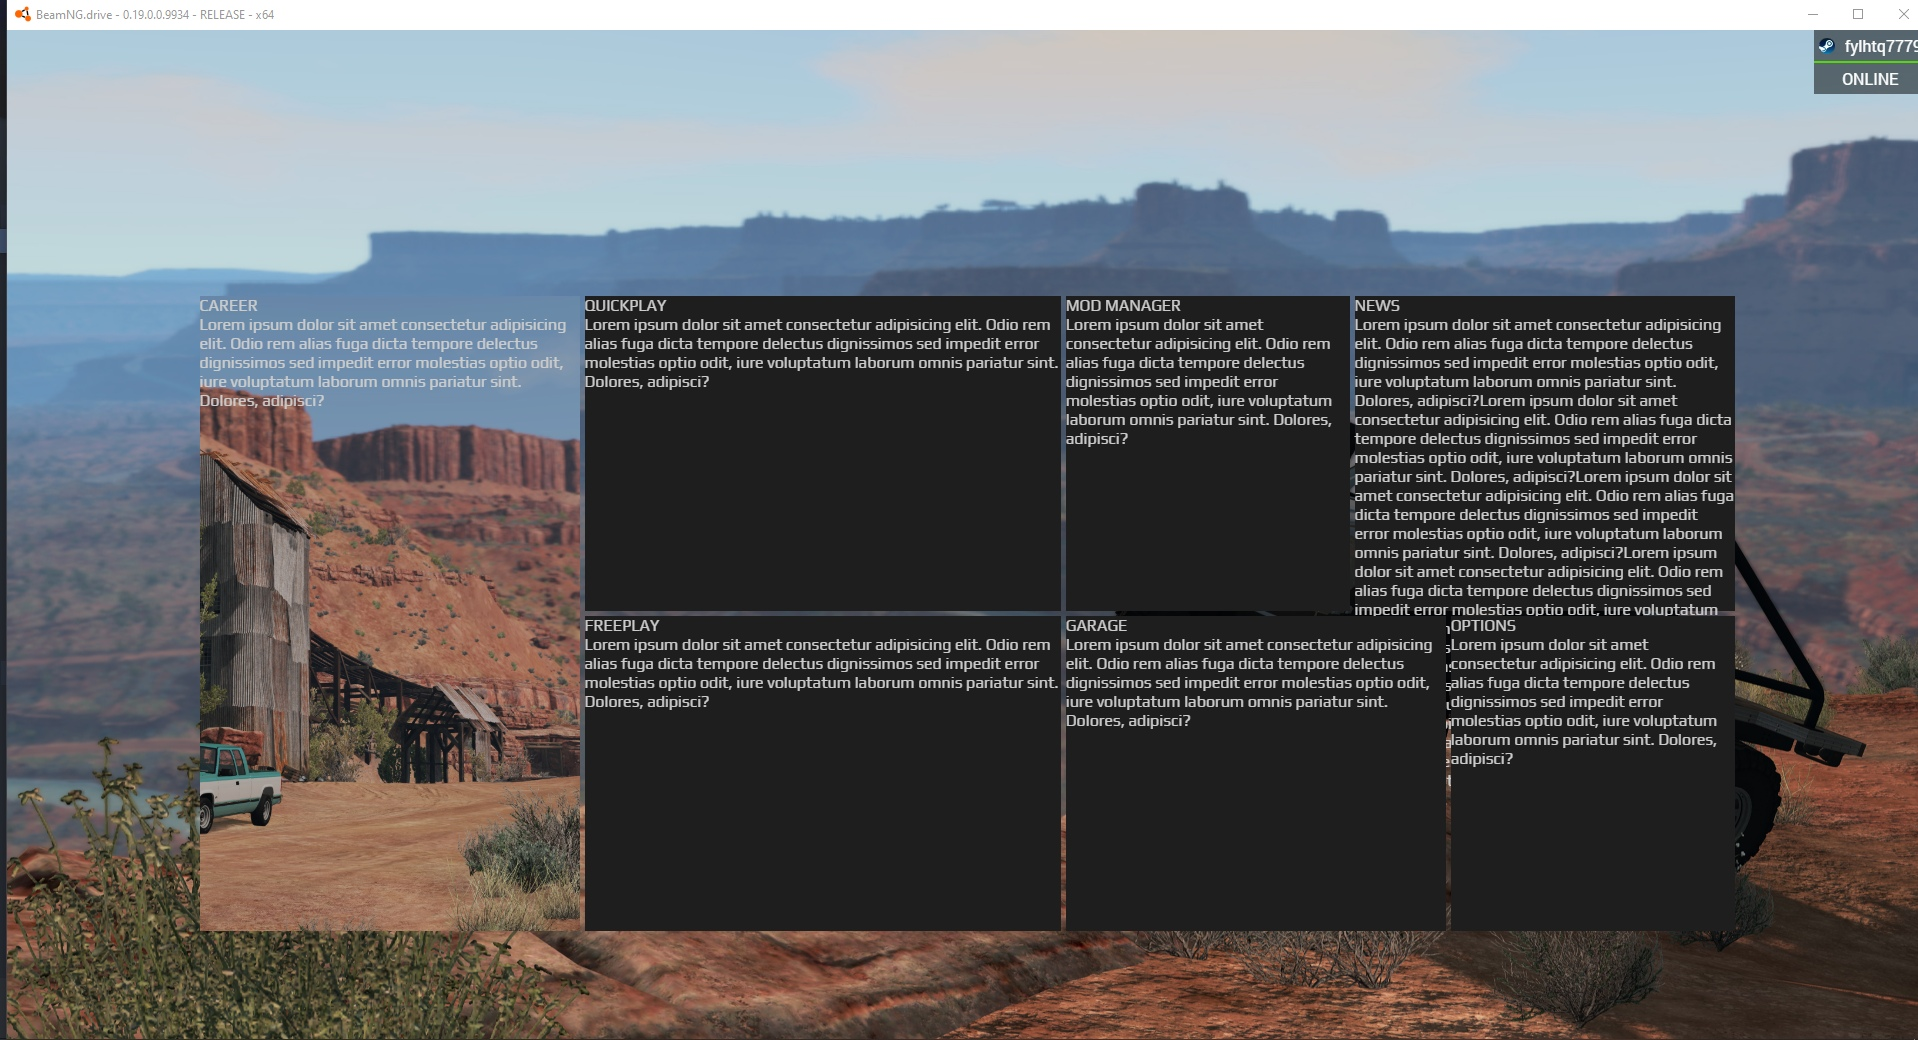 BeamNG.drive - 0.19.0.0.9934 - RELEASE - x64
fylhtq7779
ONLINE
CAREER
Lorem ipsum dolor sit amet consectetur adipisicing
elit. Odio rem alias fuga dicta tempore delectus
dignissimos sed impedit error molestias optio odit,
iure voluptatum laborum omnis pariatur sint.
Dolores, adipisci?
QUICKPLAY
Lorem ipsum dolor sit amet consectetur adipisicing elit. Odio rem
alias fuga dicta tempore delectus dignissimos sed impedit error
molestias optio odit, iure voluptatum laborum omnis pariatur sint.
Dolores, adipisci?
MOD MANAGER
Lorem ipsum dolor sit amet
consectetur adipisicing elit. Odio rem
alias fuga dicta tempore delectus
dignissimos sed impedit error
molestias optio odit, iure voluptatum
laborum omnis pariatur sint. Dolores,
adipisci?
NEWS
Lorem ipsum dolor sit amet consectetur adipisicing
elit. Odio rem alias fuga dicta tempore delectus
dignissimos sed impedit error molestias optio odit,
iure voluptatum laborum omnis pariatur sint.
Dolores, adipisci?Lorem ipsum dolor sit amet
consectetur adipisicing elit. Odio rem alias fuga dicta
tempore delectus dignissimos sed impedit error
molestias optio odit, iure voluptatum laborum omnis
pariatur sint. Dolores, adipisci?Lorem ipsum dolor sit
amet consectetur adipisicing elit. Odio rem alias fuga
dicta tempore delectus dignissimos sed impedit
error molestias optio odit, iure voluptatum laborum
omnis pariatur sint. Dolores, adipisci?Lorem ipsum
dolor sit amet consectetur adipisicing elit. Odio rem
alias fuga dicta tempore delectus dignissimos sed
impedit error molestias optio odit, iure voluptatum
FREEPLAY
Lorem ipsum dolor sit amet consectetur adipisicing elit. Odio rem
alias fuga dicta tempore delectus dignissimos sed impedit error
molestias optio odit, iure voluptatum laborum omnis pariatur sint.
Dolores, adipisci?
GARAGE
Lorem ipsum dolor sit amet consectetur adipisicing
elit. Odio rem alias fuga dicta tempore delectus
dignissimos sed impedit error molestias optio odit,
iure voluptatum laborum omnis pariatur sint.
Dolores, adipisci?
OPTIONS
Lorem ipsum dolor sit amet
consectetur adipisicing elit. Odio rem
alias fuga dicta tempore delectus
dignissimos sed impedit error
molestias optio odit, iure voluptatum
laborum omnis pariatur sint. Dolores,
adipisci?